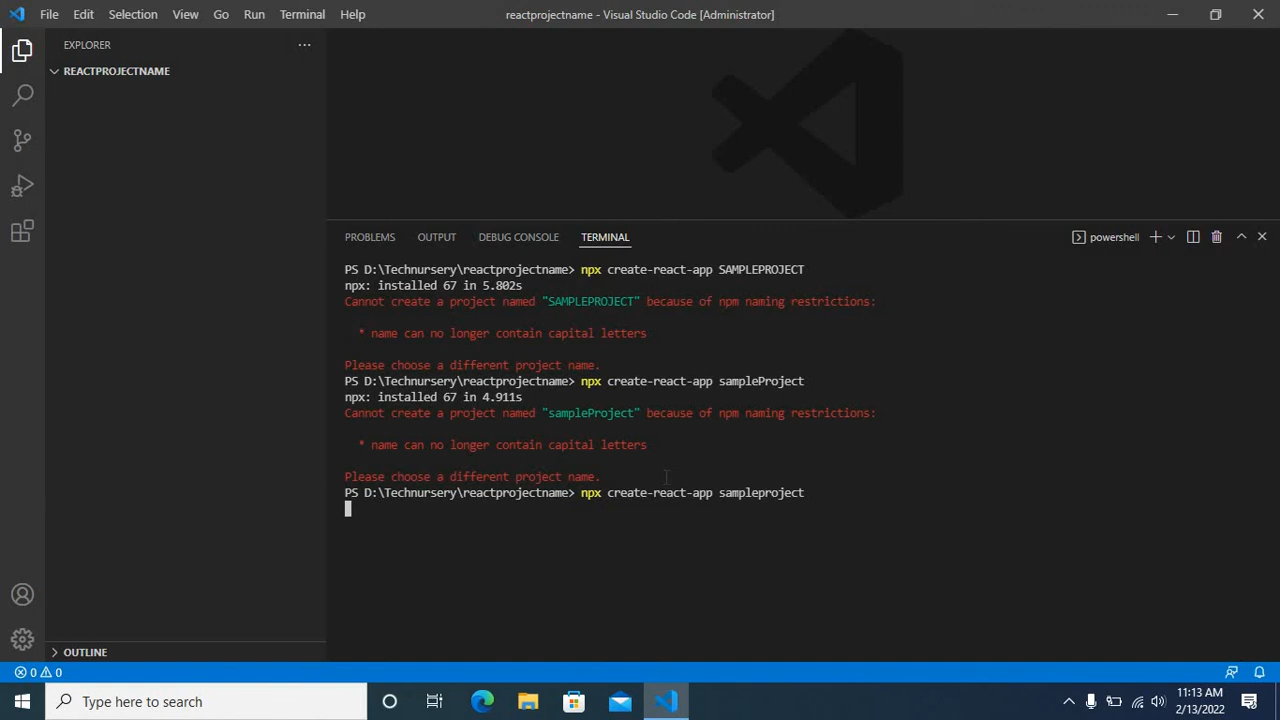 File Edit Selection View Go Run Terminal Help
reactprojectname - Visual Studio Code [Administrator]
EXPLORER
REACTPROJECTNAME
PROBLEMS OUTPUT DEBUG CONSOLE TERMINAL
powershell
PS D:\Technursery\reactprojectname> npx create-react-app SAMPLEPROJECT
npx: installed 67 in 5.802s
Cannot create a project named "SAMPLEPROJECT" because of npm naming restrictions:
* name can no longer contain capital letters
Please choose a different project name.
PS D:\Technursery\reactprojectname> npx create-react-app sampleProject
npx: installed 67 in 4.911s
Cannot create a project named "sampleProject" because of npm naming restrictions:
* name can no longer contain capital letters
Please choose a different project name.
PS D:\Technursery\reactprojectname> npx create-react-app sampleproject
OUTLINE
0 0
Type here to search
11:13 AM
2/13/2022